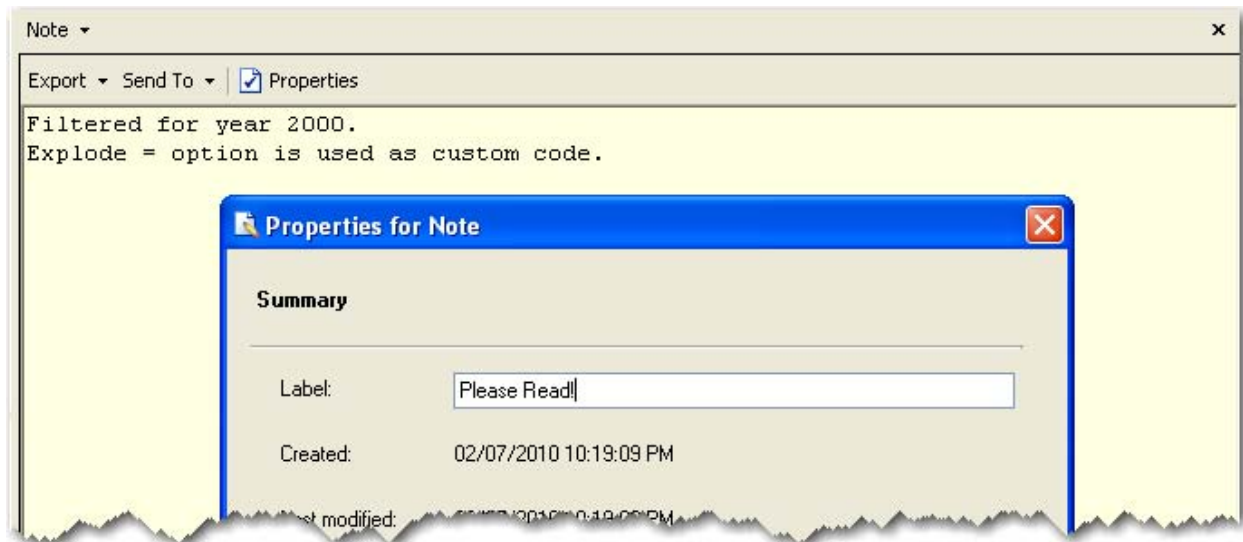 Note
Export Send To Properties
Filtered for year 2000.
Explode = option is used as custom code.
Properties for Note
Summary
Label: Please Read!
Created: 02/07/2010 10:19:09 PM
modified: